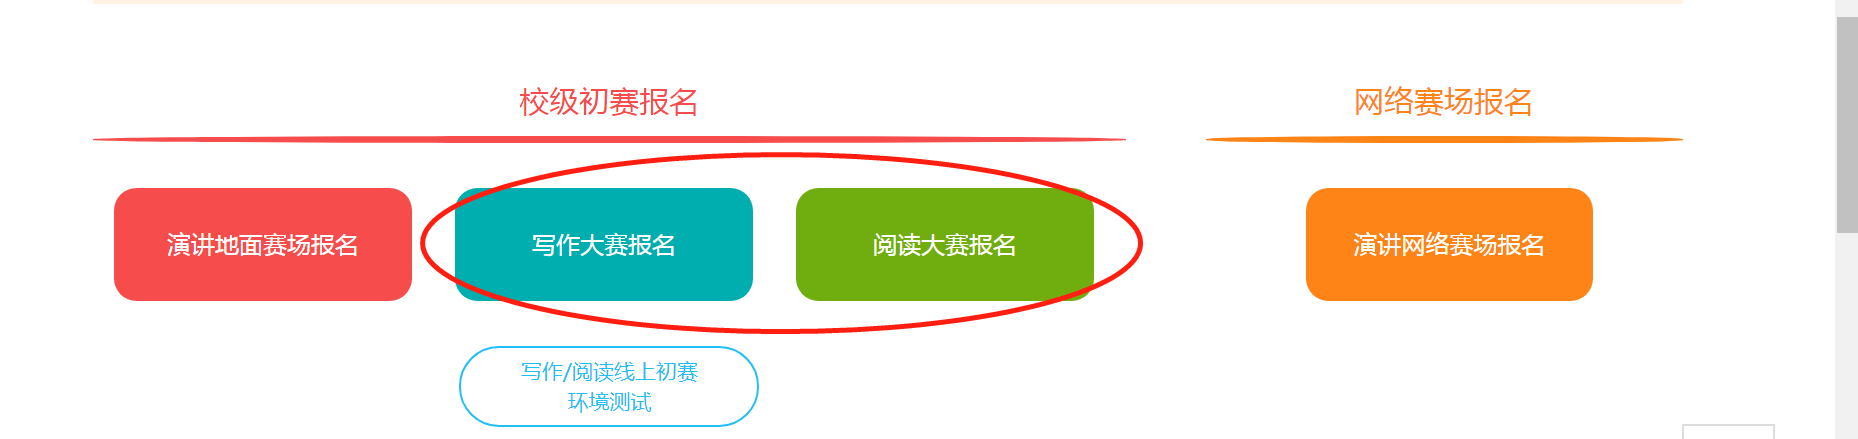 校级初赛报名
网络赛场报名
演讲地面赛场报名
写作大赛报名
阅读大赛报名
演讲网络赛场报名
写作/阅读线上初赛
环境测试